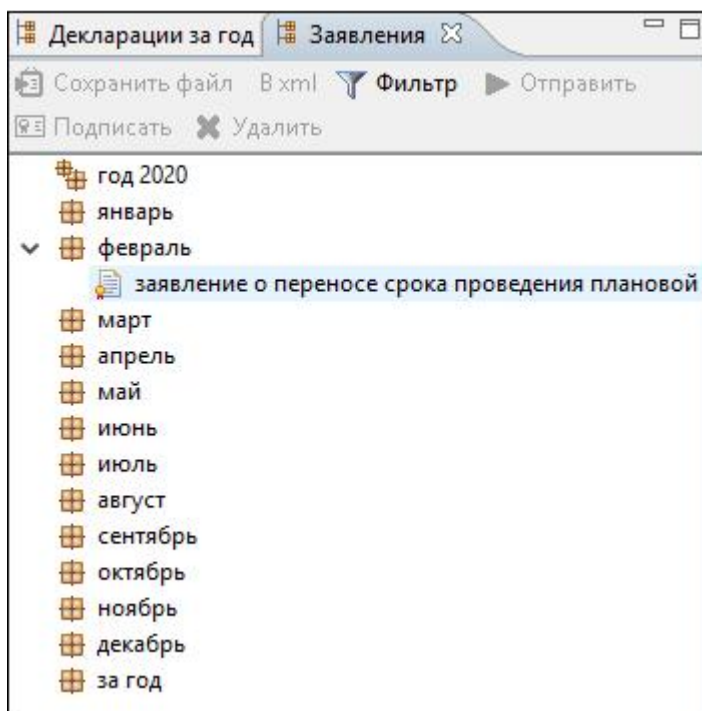 Декларации за год Заявления
Сохранить файл В xml Фильтр Отправить
Подписать Удалить
год 2020
январь
февраль
заявление о переносе срока проведения плановой
март
апрель
май
июнь
июль
август
сентябрь
октябрь
ноябрь
декабрь
за год